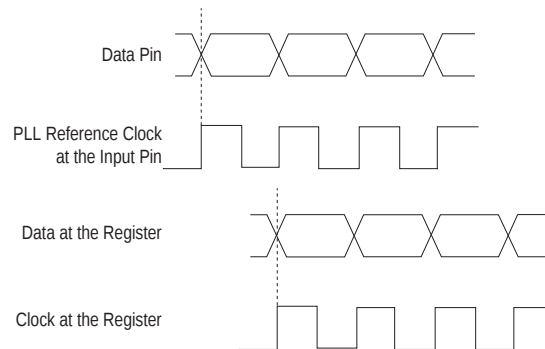 Data Pin
PLL Reference Clock
at the Input Pin
Data at the Register
Clock at the Register